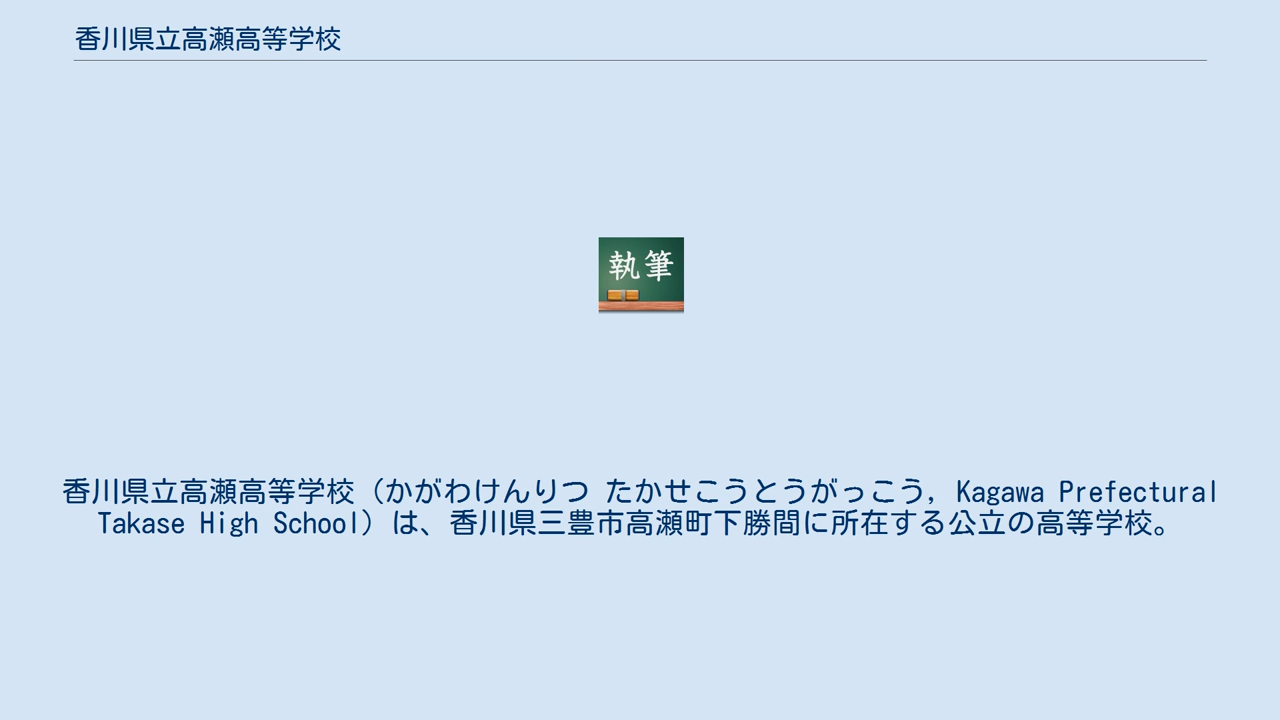 香川県立高瀬高等学校
執筆
香川県立高瀬高等学校（かがわけんりつ たかせこうとうがっこう, Kagawa Prefectural
Takase High School）は、香川県三豊市高瀬町下勝間に所在する公立の高等学校。